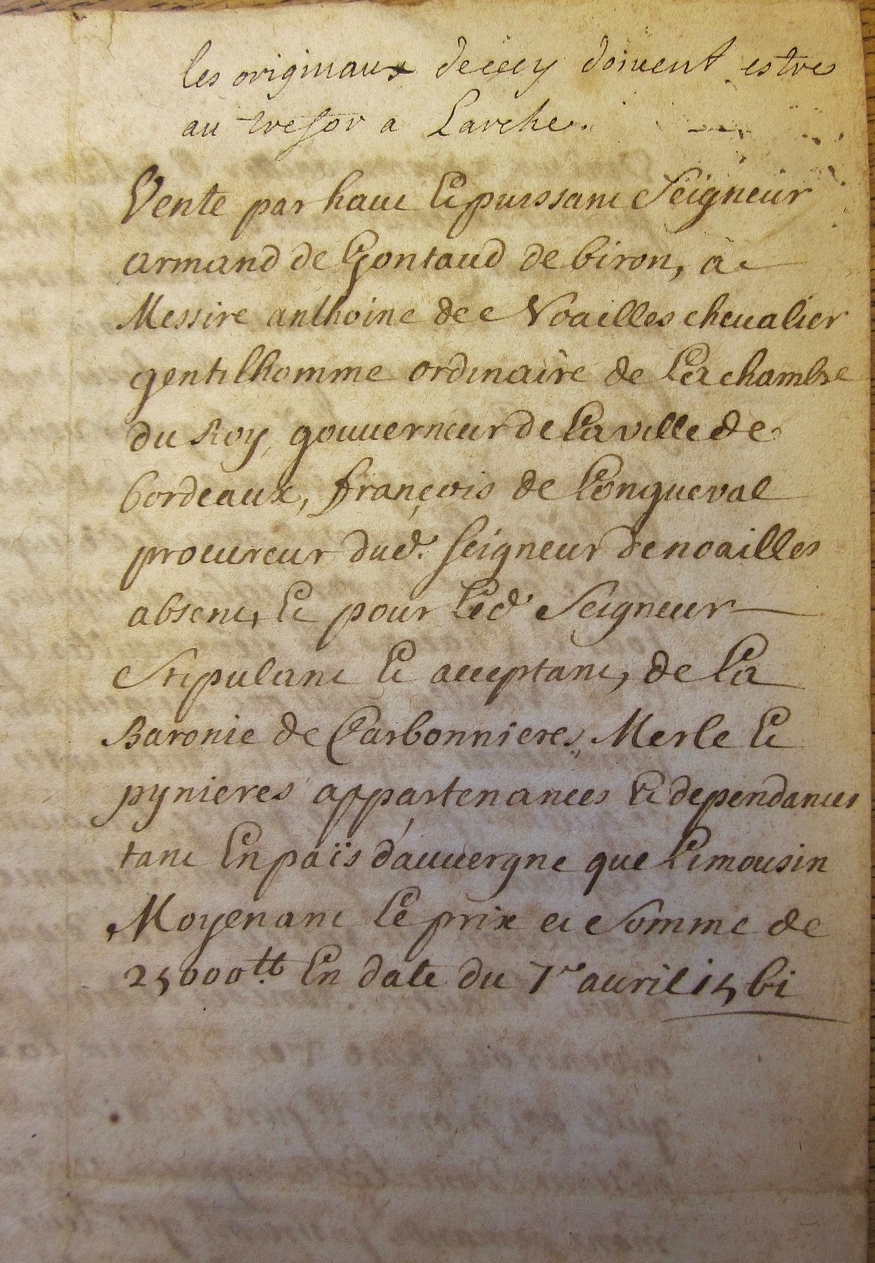 les originaux de cecy doivent estre
au tresor a Larche.
Vente par haut Et puissant Seigneur
armand de Gontaud de biron, a
Messire anthoine de Noailles chevalier
gentilhomme ordinaire de La chambre
du Roy, gouverneur de La ville de
bordeaux, françois de Longueval
procureur dud. seigneur de noailles
absent, Et pour Led. Seigneur
Stipulant Et acceptant, de La
Baronie de Carbonnieres, Merle Et
pynieres appartenances Et dependances
tant En païs d'auvergne que Limousin
Moyenant Le prix et Somme de
25000tt. En date du 7e avril 1561